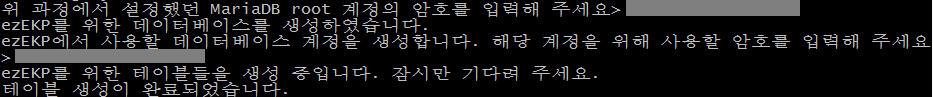 위 과정에서 설정했던 MariaDB root 계정의 암호를 입력해 주세요>
ezEKP를 위한 데이터베이스를 생성하였습니다.
ezEKP에서 사용할 데이터베이스 계정을 생성합니다. 해당 계정을 위해 사용할 암호를 입력해 주세요
>
ezEKP를 위한 테이블들을 생성 중입니다. 잠시만 기다려 주세요.
테이블 생성이 완료되었습니다.